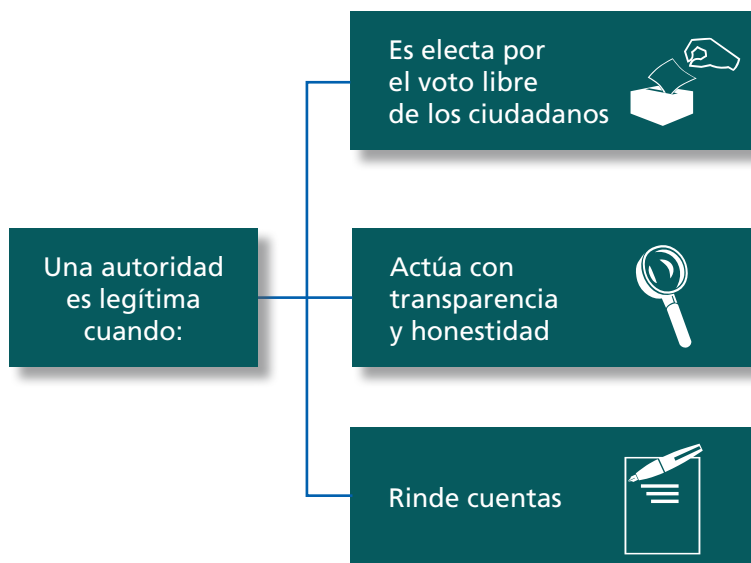 Una autoridad
es legítima
cuando:
Es electa por
el voto libre
de los ciudadanos
Actúa con
transparencia
y honestidad
Rinde cuentas